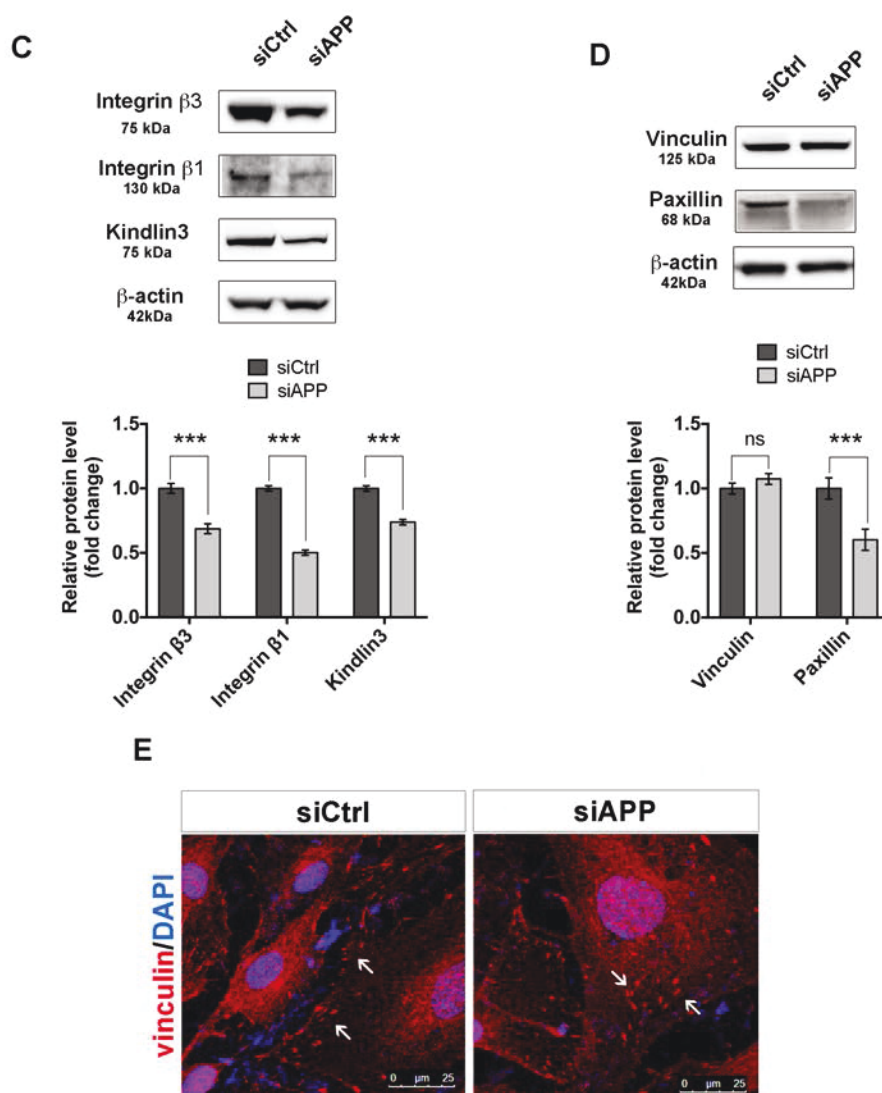 C
siCtrl siAPP
Integrin β3
75 kDa
Integrin β1
130 kDa
Kindlin3
75 kDa
β-actin
42kDa
siCtrl
siAPP
Relative protein level
(fold change)
1.5
1.0
0.5
0.0
*** *** ***
Integrin β3 Integrin β1 Kindlin3
D
siCtrl siAPP
Vinculin
125 kDa
Paxillin
68 kDa
β-actin
42kDa
siCtrl
siAPP
Relative protein level
(fold change)
1.5
1.0
0.5
0.0
ns ***
Vinculin Paxillin
E
siCtrl siAPP
vinculin/DAPI
0 µm 25
0 µm 25